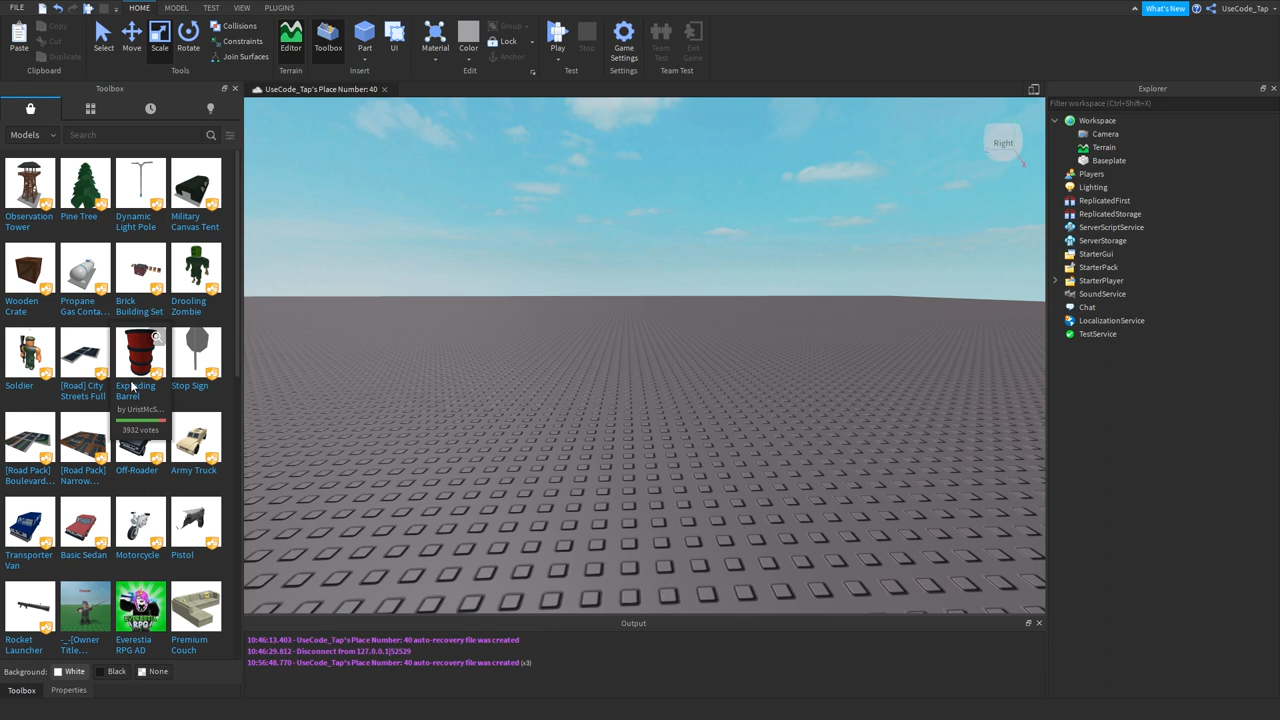 FILE HOME MODEL TEST VIEW PLUGINS What's New UseCode_Tap
Paste Copy Cut Duplicate
Clipboard
Select Move Scale Rotate
Collisions
Constraints
Join Surfaces
Tools
Editor
Terrain
Toolbox Part UI
Insert
Material Color
Group
Lock
Anchor
Edit
Play Stop
Test
Game Settings
Settings
Team Test Exit Game
Team Test
Toolbox
Models Search
Observation Tower
Pine Tree
Dynamic Light Pole
Military Canvas Tent
Wooden Crate
Propane Gas Conta...
Brick Building Set
Drooling Zombie
Soldier
[Road] City Streets Full
Exploding Barrel
by UristMcS...
3932 votes
Stop Sign
[Road Pack] Boulevard...
[Road Pack] Narrow...
Off-Roader
Army Truck
Transporter Van
Basic Sedan
Motorcycle
Pistol
Rocket Launcher
-_-[Owner Title...
EVERESTIA RPG
Everestia RPG AD
Premium Couch
Background: White Black None
Toolbox Properties
UseCode_Tap's Place Number: 40
Right
Output
10:46:13.403 - UseCode_Tap's Place Number: 40 auto-recovery file was created
10:46:29.812 - Disconnect from 127.0.0.1|52529
10:56:48.770 - UseCode_Tap's Place Number: 40 auto-recovery file was created (x3)
Explorer
Filter workspace (Ctrl+Shift+X)
Workspace
Camera
Terrain
Baseplate
Players
Lighting
ReplicatedFirst
ReplicatedStorage
ServerScriptService
ServerStorage
StarterGui
StarterPack
StarterPlayer
SoundService
Chat
LocalizationService
TestService